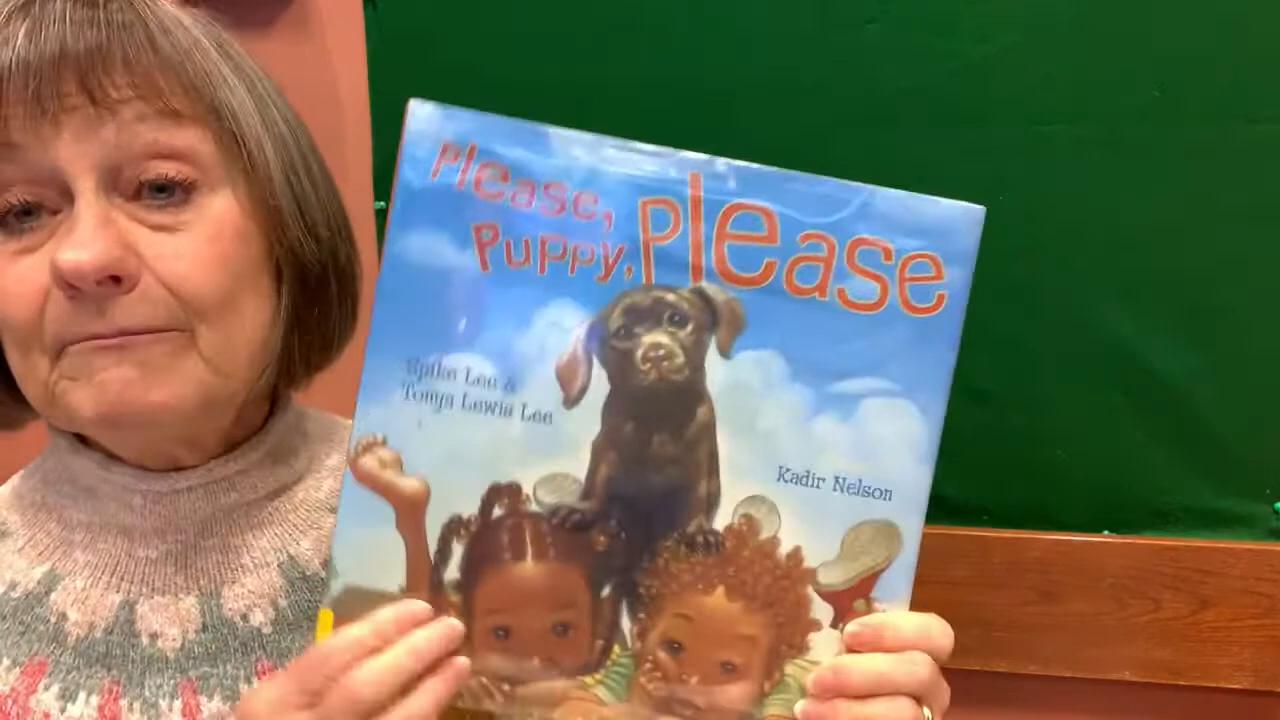 Please,
Puppy, Please
Spike Lee &
Tonya Lewis Lee
Kadir Nelson